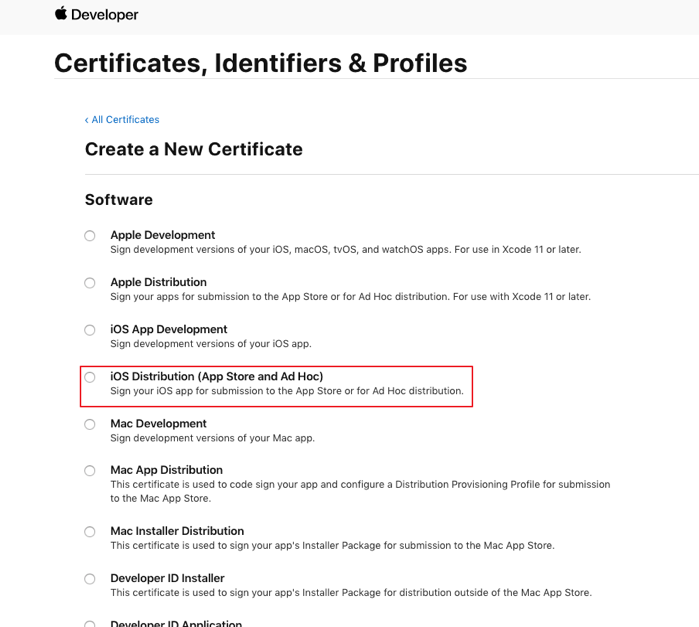 Developer
Certificates, Identifiers & Profiles
‹ All Certificates
Create a New Certificate
Software
Apple Development
Sign development versions of your iOS, macOS, tvOS, and watchOS apps. For use in Xcode 11 or later.
Apple Distribution
Sign your apps for submission to the App Store or for Ad Hoc distribution. For use with Xcode 11 or later.
iOS App Development
Sign development versions of your iOS app.
iOS Distribution (App Store and Ad Hoc)
Sign your iOS app for submission to the App Store or for Ad Hoc distribution.
Mac Development
Sign development versions of your Mac app.
Mac App Distribution
This certificate is used to code sign your app and configure a Distribution Provisioning Profile for submission
to the Mac App Store.
Mac Installer Distribution
This certificate is used to sign your app's Installer Package for submission to the Mac App Store.
Developer ID Installer
This certificate is used to sign your app's Installer Package for distribution outside of the Mac App Store.
Developer ID Application